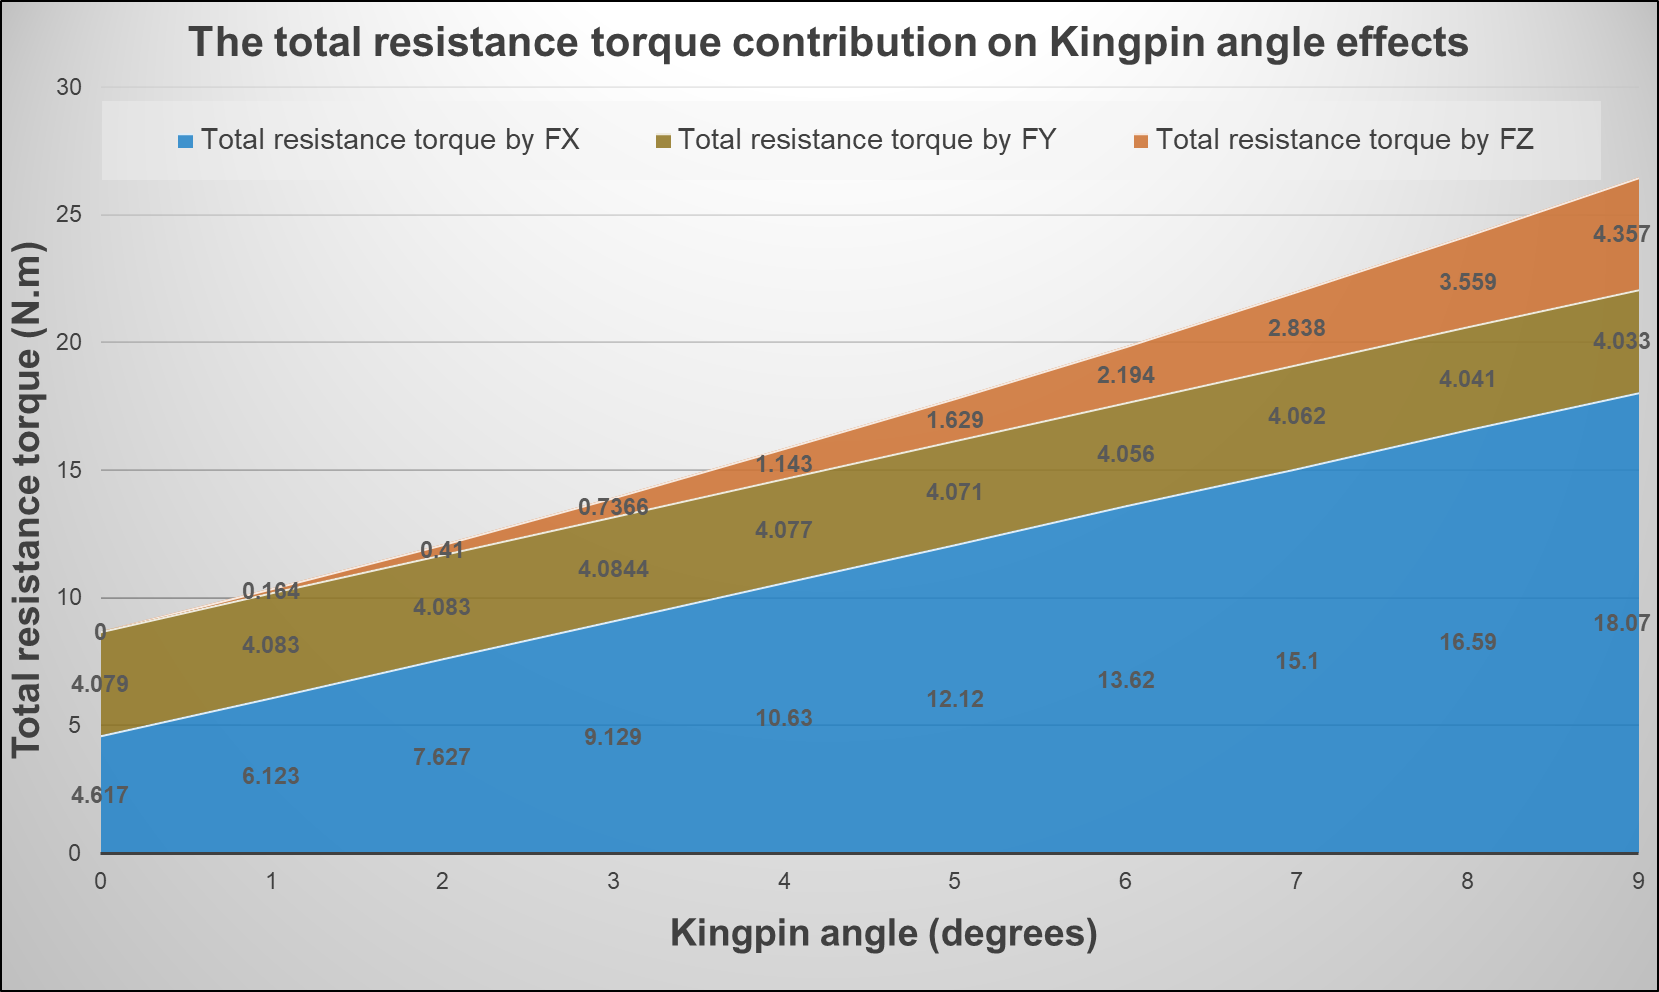 The total resistance torque contribution on Kingpin angle effects
30
Total resistance torque by FX Total resistance torque by FY Total resistance torque by FZ
25
20
15
10
5
0
Total resistance torque (N.m)
0 0.164 0.41 0.7366 1.143 1.629 2.194 2.838 3.559 4.357
4.079 4.083 4.083 4.0844 4.077 4.071 4.056 4.062 4.041 4.033
4.617 6.123 7.627 9.129 10.63 12.12 13.62 15.1 16.59 18.07
0 1 2 3 4 5 6 7 8 9
Kingpin angle (degrees)